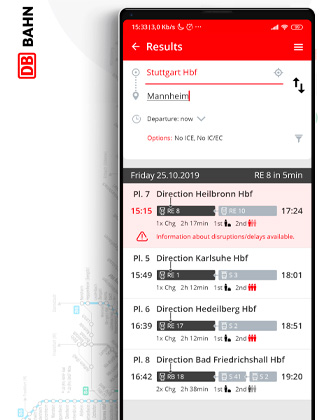 DB BAHN
15:33 | 3,0 Kb/s
Results
Stuttgart Hbf
Mannheim
Departure: now
Options: No ICE, No IC/EC
Friday 25.10.2019 RE 8 in 5min
Pl. 7 Direction Heilbronn Hbf
15:15 RE 8 RE 10 17:24
1x Chg 2h 17min 1st 2nd
Information about disruptions/delays available.
Pl. 5 Direction Karlsuhe Hbf
15:49 RE 1 S 3 18:01
1x Chg 2h 12min 1st 2nd
Pl. 6 Direction Hedeilberg Hbf
16:39 RE 17 S 2 18:51
1x Chg 2h 12min 1st 2nd
Pl. 8 Direction Bad Friedrichshall Hbf
16:42 RB 18 S 41 S 2 19:20
2x Chg 2h 38min 1st 2nd